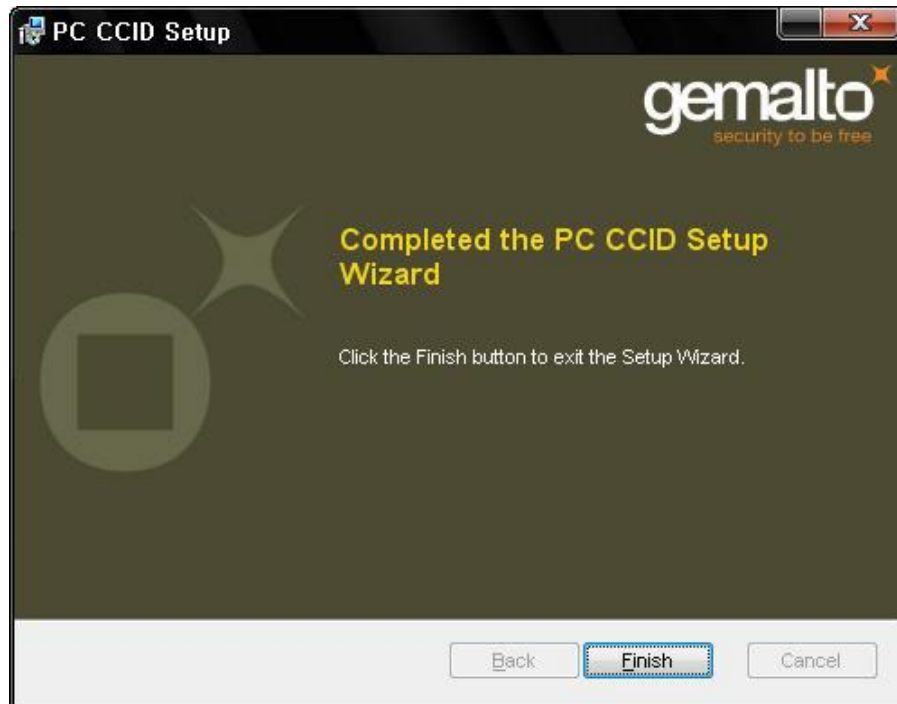 PC CCID Setup
gemalto
security to be free
Completed the PC CCID Setup
Wizard
Click the Finish button to exit the Setup Wizard.
Back Finish Cancel